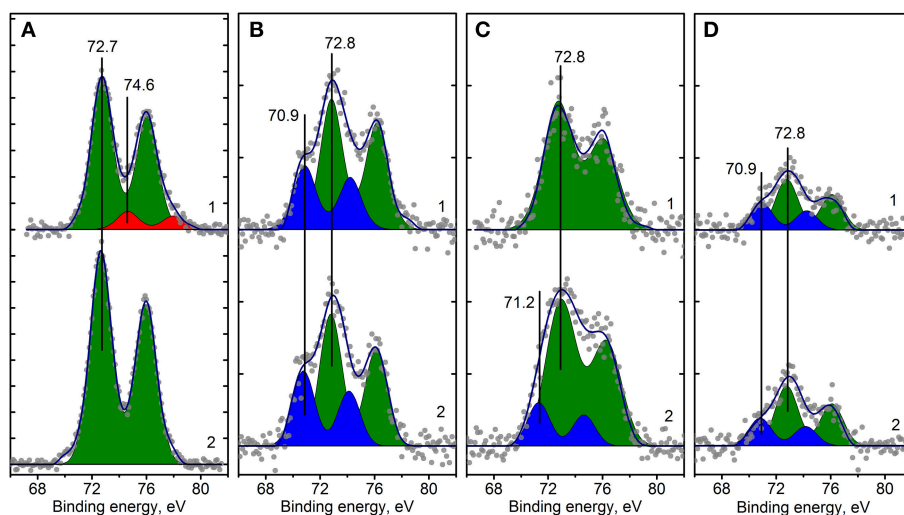 A
72.7
74.6
1
2
68 72 76 80
Binding energy, eV
B
72.8
70.9
1
2
68 72 76 80
Binding energy, eV
C
72.8
1
71.2
2
68 72 76 80
Binding energy, eV
D
72.8
70.9
1
2
68 72 76 80
Binding energy, eV